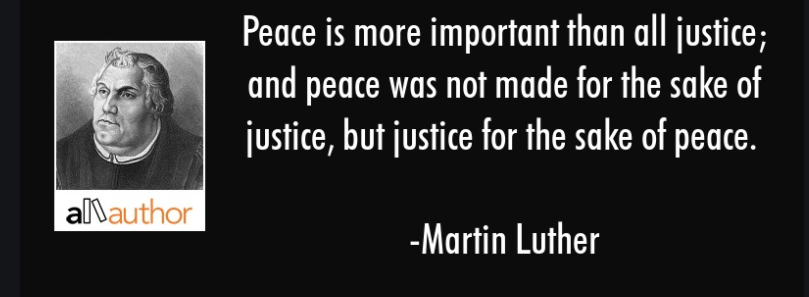 Peace is more important than all justice;
and peace was not made for the sake of
justice, but justice for the sake of peace.
-Martin Luther
allauthor